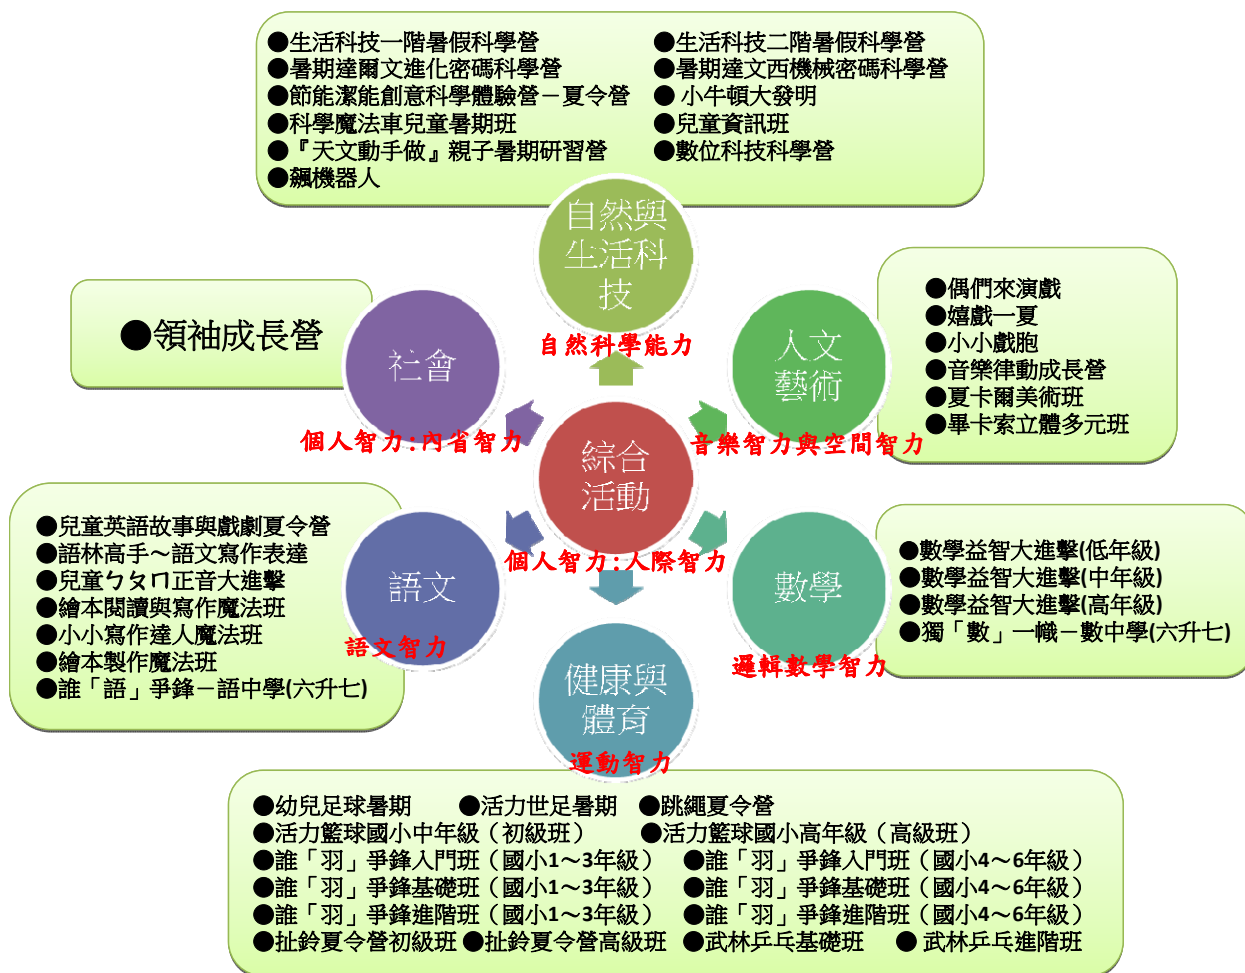 ●生活科技一階暑假科學營 ●生活科技二階暑假科學營
●暑期達爾文進化密碼科學營 ●暑期達文西機械密碼科學營
●節能潔能創意科學體驗營－夏令營 ● 小牛頓大發明
●科學魔法車兒童暑期班 ●兒童資訊班
●『天文動手做』親子暑期研習營 ●數位科技科學營
●飆機器人
自然與
生活科
技
自然科學能力
●領袖成長營
社會
個人智力:內省智力
人文
藝術
音樂智力與空間智力
●偶們來演戲
●嬉戲一夏
●小小戲胞
●音樂律動成長營
●夏卡爾美術班
●畢卡索立體多元班
綜合
活動
個人智力:人際智力
●兒童英語故事與戲劇夏令營
●語林高手～語文寫作表達
●兒童ㄅㄆㄇ正音大進擊
●繪本閱讀與寫作魔法班
●小小寫作達人魔法班
●繪本製作魔法班
●誰「語」爭鋒－語中學(六升七)
語文
語文智力
數學
邏輯數學智力
●數學益智大進擊(低年級)
●數學益智大進擊(中年級)
●數學益智大進擊(高年級)
●獨「數」一幟－數中學(六升七)
健康與
體育
運動智力
●幼兒足球暑期 ●活力世足暑期 ●跳繩夏令營
●活力籃球國小中年級（初級班） ●活力籃球國小高年級（高級班）
●誰「羽」爭鋒入門班（國小1～3年級） ●誰「羽」爭鋒入門班（國小4～6年級）
●誰「羽」爭鋒基礎班（國小1～3年級） ●誰「羽」爭鋒基礎班（國小4～6年級）
●誰「羽」爭鋒進階班（國小1～3年級） ●誰「羽」爭鋒進階班（國小4～6年級）
●扯鈴夏令營初級班 ●扯鈴夏令營高級班 ●武林乒乓基礎班 ● 武林乒乓進階班